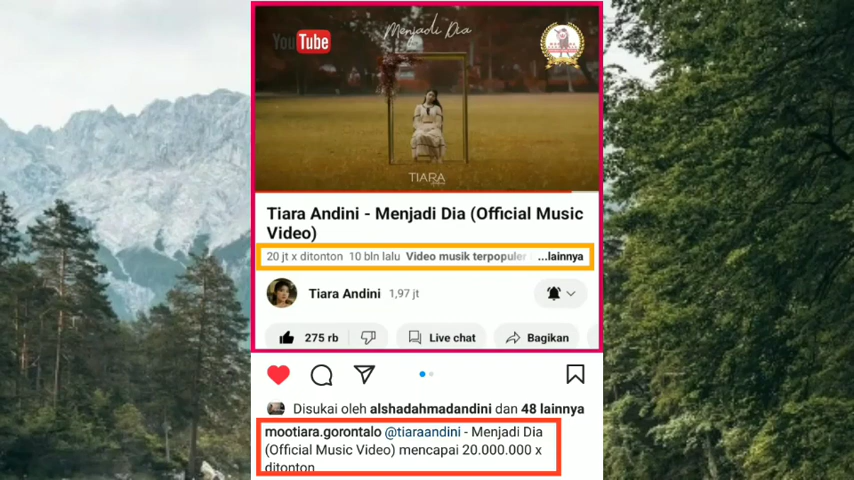 YouTube
Menjadi Dia
TIARA
Tiara Andini - Menjadi Dia (Official Music
Video)
20 jt x ditonton 10 bln lalu Video musik terpopuler ...lainnya
Tiara Andini 1,97 jt
275 rb Live chat Bagikan
Disukai oleh alshadahmadandini dan 48 lainnya
mootiara.gorontalo @tiaraandini - Menjadi Dia
(Official Music Video) mencapai 20.000.000 x
ditonton